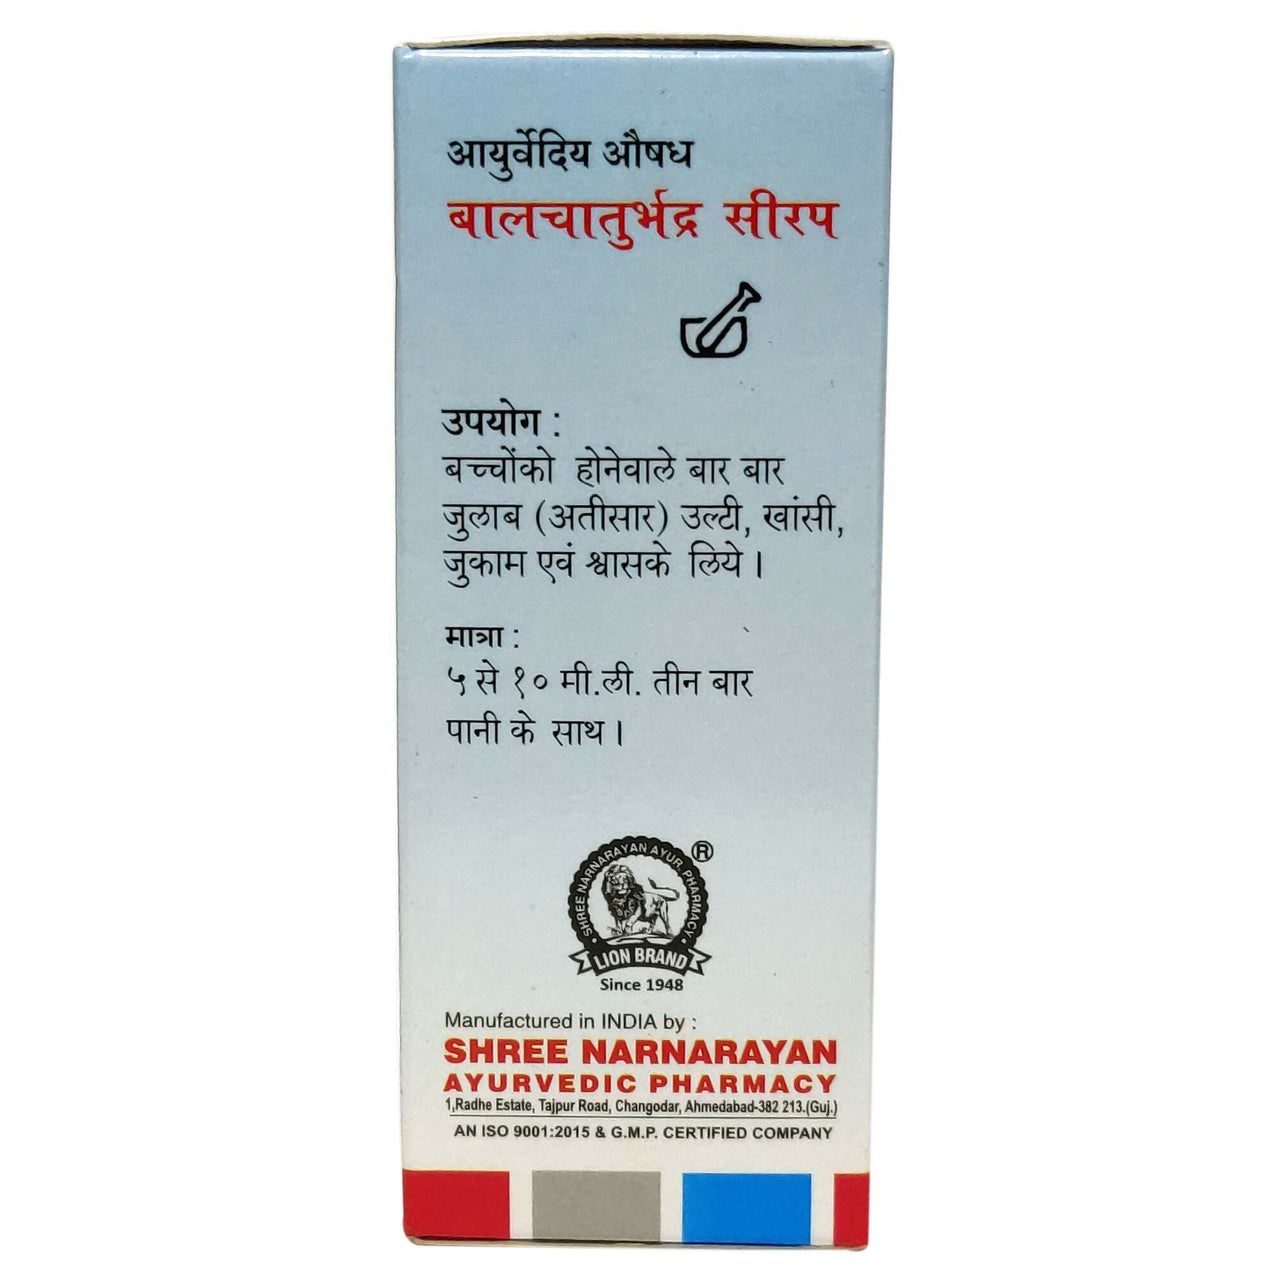 आयुर्वेदिय औषध
बालचातुर्भद्र सीरप
उपयोग :
बच्चोंको होनेवाले बार बार
जुलाब (अतीसार) उल्टी, खांसी,
जुकाम एवं श्वासके लिये।
मात्रा :
५ से १० मी.ली. तीन बार
पानी के साथ।
SHREE NARNARAYAN AYUR. PHARMACY
®
LION BRAND
Since 1948
Manufactured in INDIA by :
SHREE NARNARAYAN
AYURVEDIC PHARMACY
1,Radhe Estate, Tajpur Road, Changodar, Ahmedabad-382 213.(Guj.)
AN ISO 9001:2015 & G.M.P. CERTIFIED COMPANY